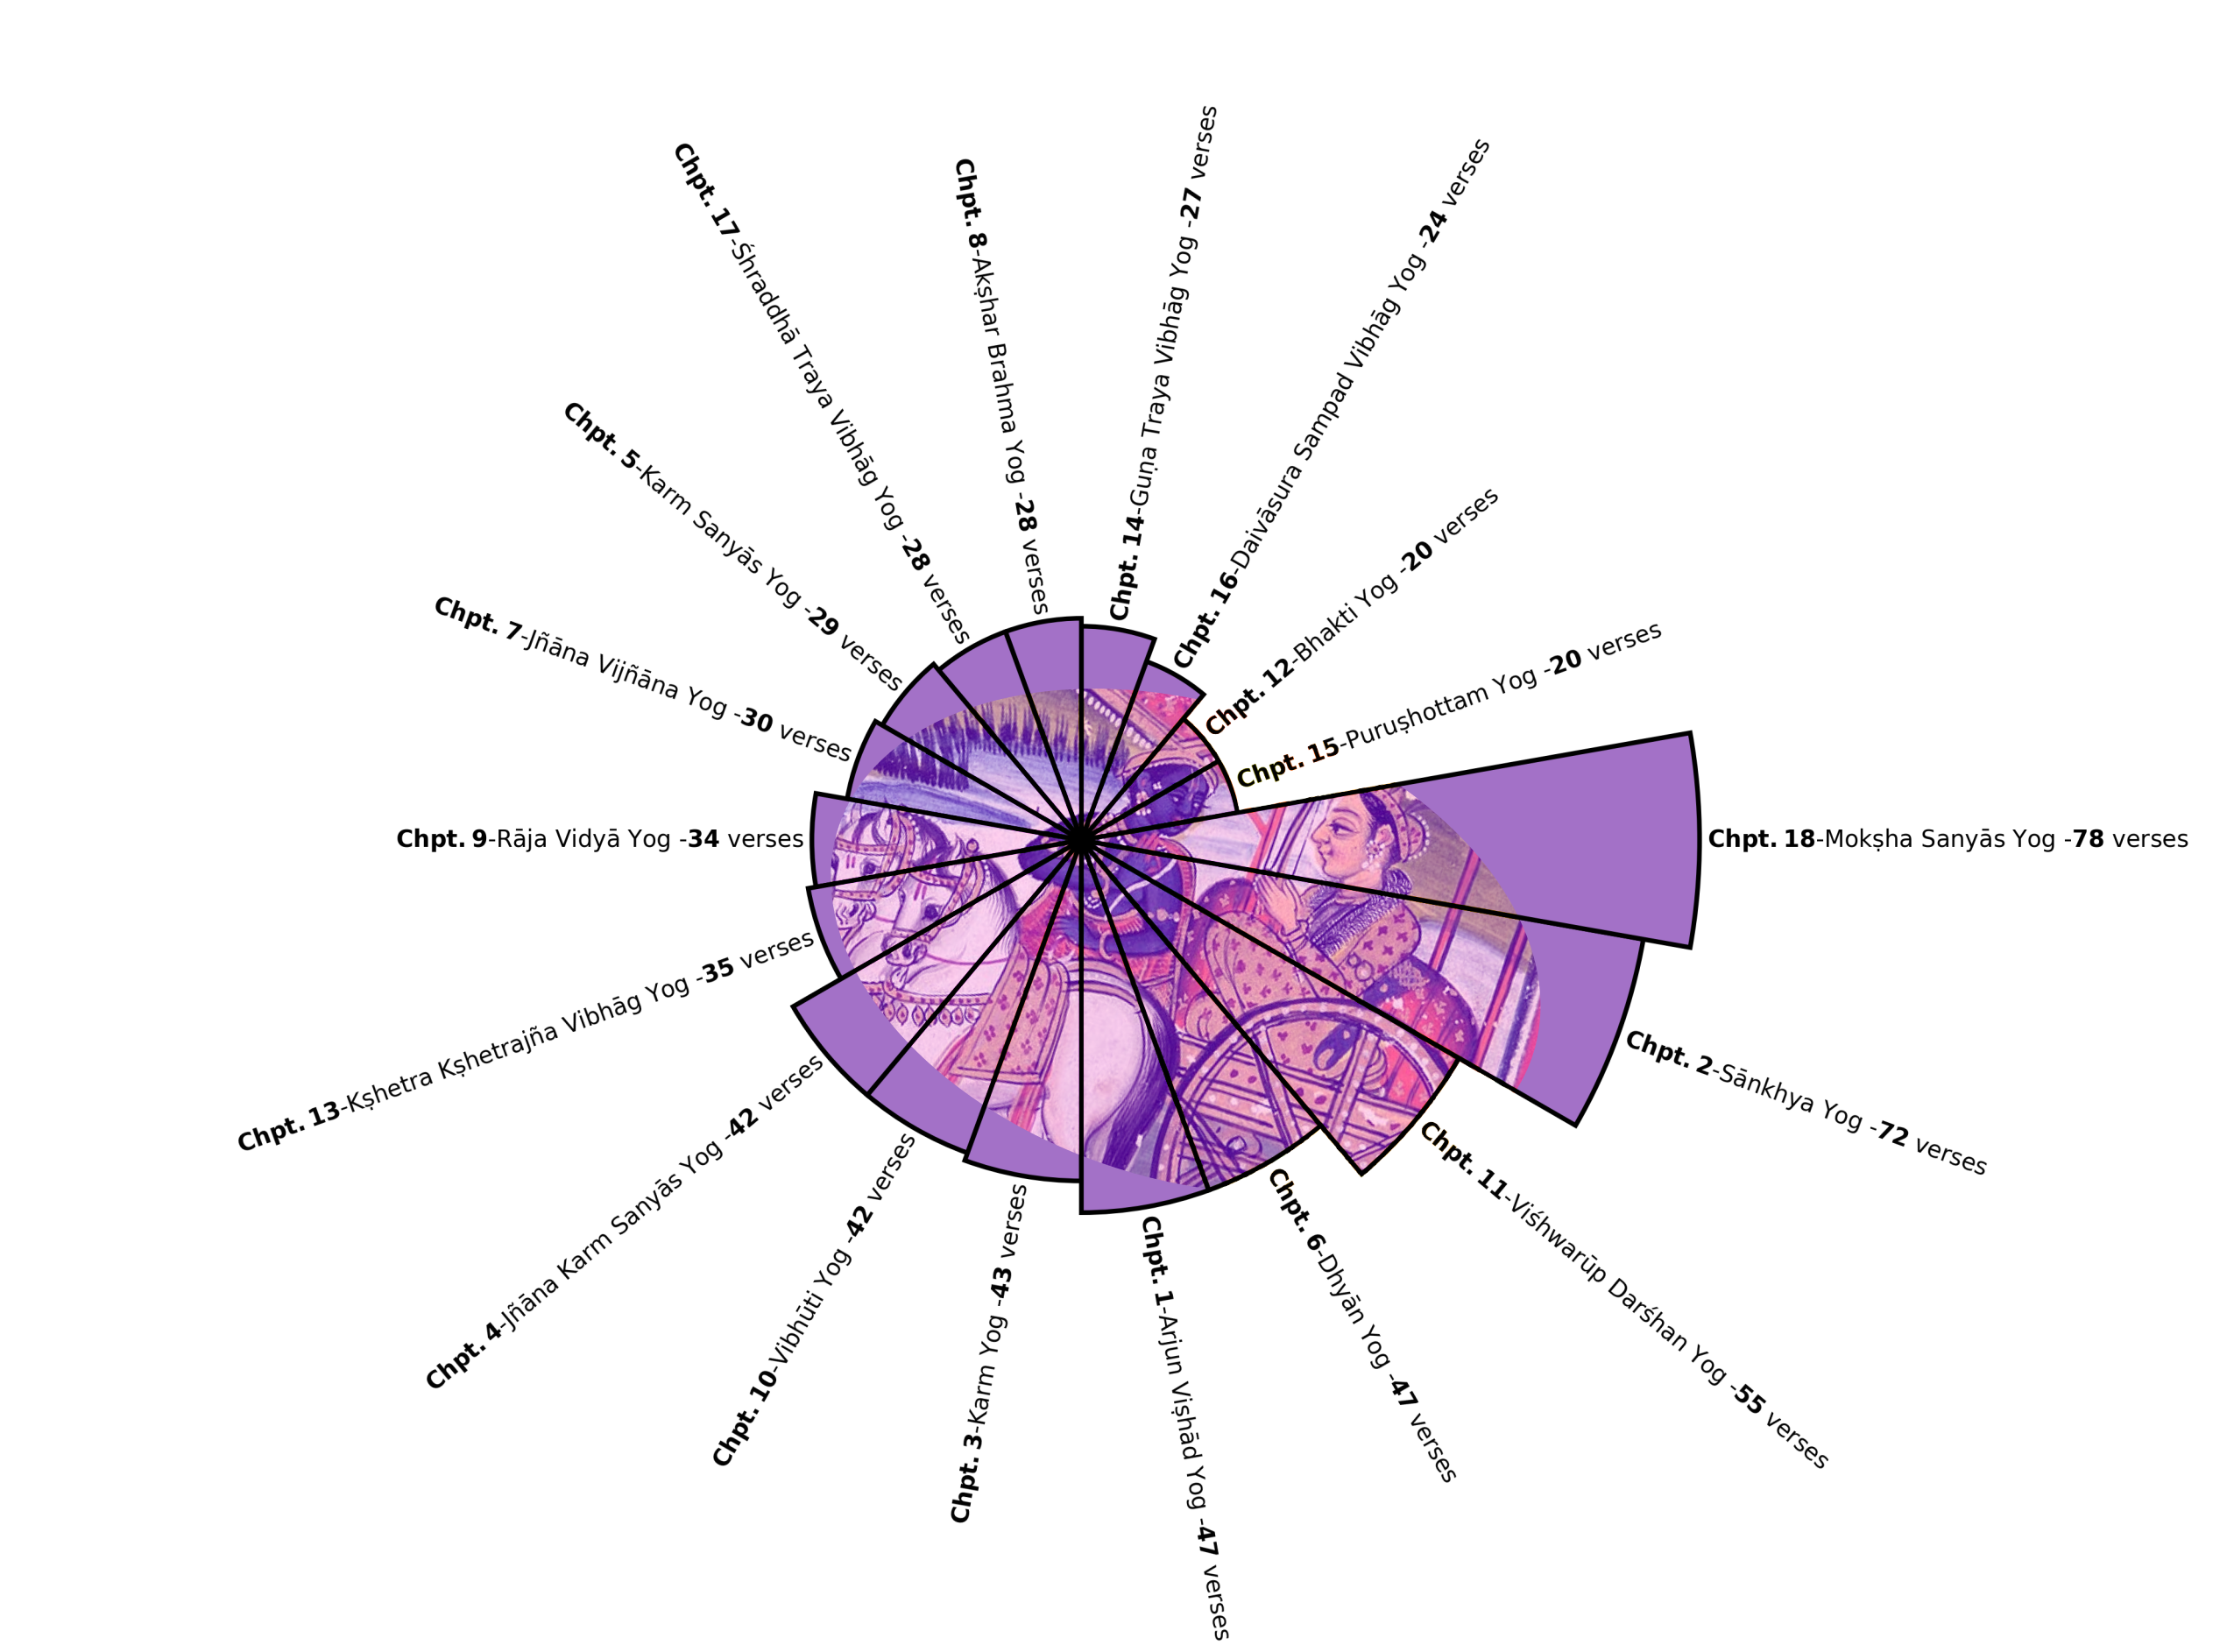 Chpt. 18-Mokṣha Sanyās Yog -78 verses
Chpt. 2-Sānkhya Yog -72 verses
Chpt. 11-Viśhwarūp Darśhan Yog -55 verses
Chpt. 6-Dhyān Yog -47 verses
Chpt. 1-Arjun Viṣhād Yog -47 verses
Chpt. 3-Karm Yog -43 verses
Chpt. 10-Vibhūti Yog -42 verses
Chpt. 4-Jñāna Karm Sanyās Yog -42 verses
Chpt. 13-Kṣhetra Kṣhetrajña Vibhāg Yog -35 verses
Chpt. 9-Rāja Vidyā Yog -34 verses
Chpt. 7-Jñāna Vijñāna Yog -30 verses
Chpt. 5-Karm Sanyās Yog -29 verses
Chpt. 17-Śhraddhā Traya Vibhāg Yog -28 verses
Chpt. 8-Akṣhar Brahma Yog -28 verses
Chpt. 14-Guṇa Traya Vibhāg Yog -27 verses
Chpt. 16-Daivāsura Sampad Vibhāg Yog -24 verses
Chpt. 12-Bhakti Yog -20 verses
Chpt. 15-Puruṣhottam Yog -20 verses